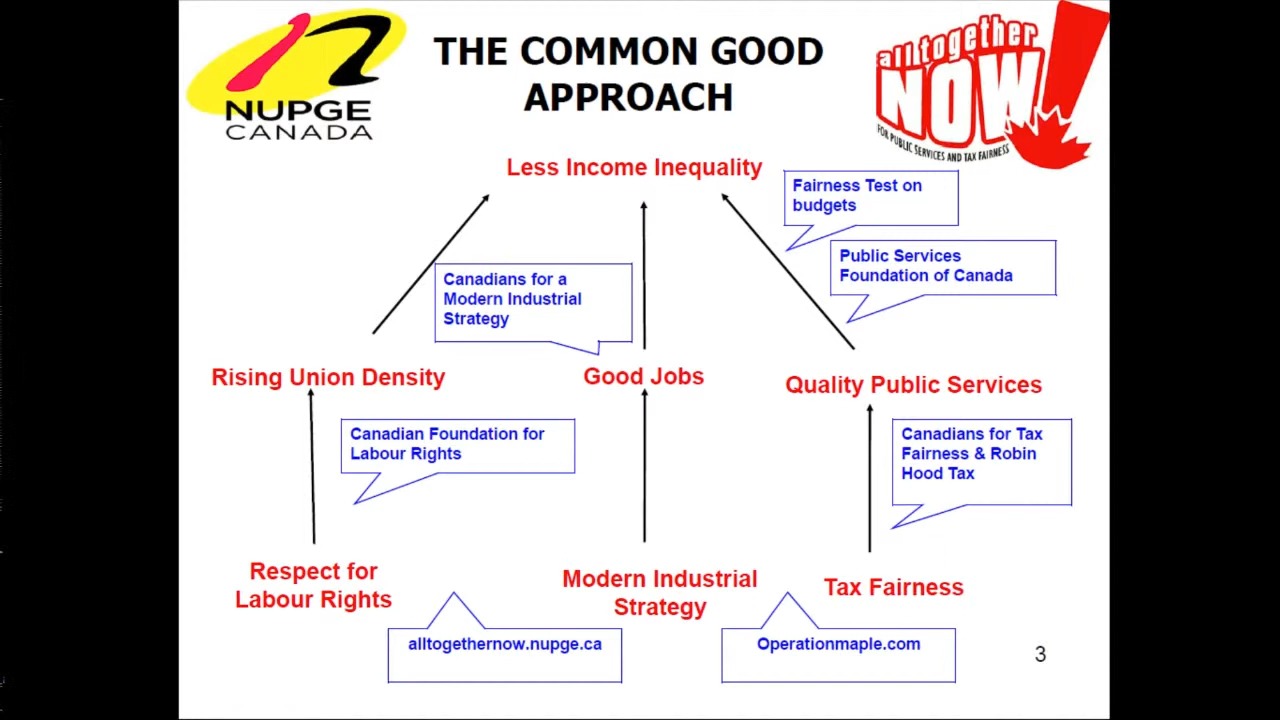 NUPGE
CANADA
THE COMMON GOOD
APPROACH
alltogether
NOW!
FOR PUBLIC SERVICES AND TAX FAIRNESS
Less Income Inequality
Fairness Test on
budgets
Public Services
Foundation of Canada
Canadians for a
Modern Industrial
Strategy
Rising Union Density
Good Jobs
Quality Public Services
Canadian Foundation for
Labour Rights
Canadians for Tax
Fairness & Robin
Hood Tax
Respect for
Labour Rights
Modern Industrial
Strategy
Tax Fairness
alltogethernow.nupge.ca
Operationmaple.com
3